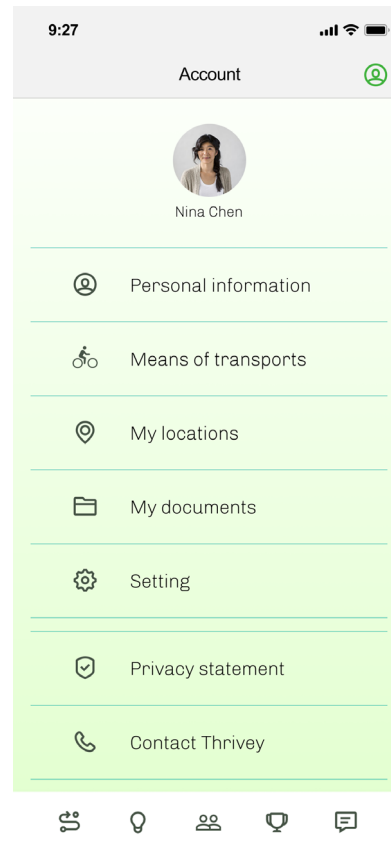 9:27
Account
Nina Chen
Personal information
Means of transports
My locations
My documents
Setting
Privacy statement
Contact Thrivey